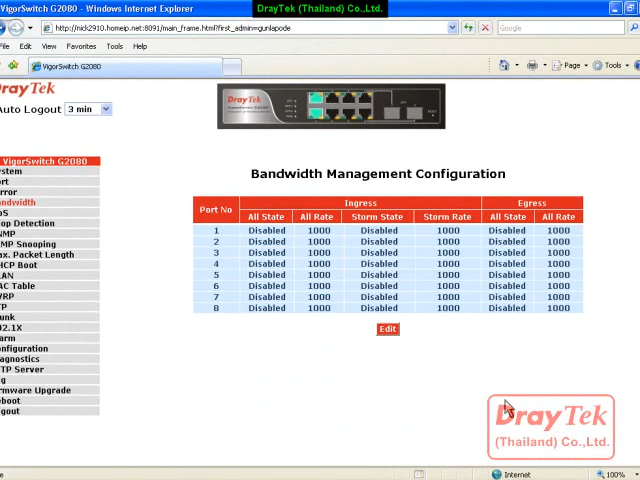 DrayTek (Thailand) Co.,Ltd.
VigorSwitch G2080 - Windows Internet Explorer
http://nick2910.homeip.net:8091/main_frame.html?first_admin=gunlapode
Google
File Edit View Favorites Tools Help
VigorSwitch G2080
Page Tools
rayTek
Auto Logout 3 min
DrayTek
VigorSwitch G2080
ystem
ort
irror
andwidth
oS
oop Detection
NMP
MP Snooping
ax. Packet Length
HCP Boot
LAN
AC Table
VRP
TP
unk
02.1X
arm
onfiguration
iagnostics
TP Server
og
rmware Upgrade
eboot
ogout
Bandwidth Management Configuration
Port No Ingress Egress
All State All Rate Storm State Storm Rate All State All Rate
1 Disabled 1000 Disabled 1000 Disabled 1000
2 Disabled 1000 Disabled 1000 Disabled 1000
3 Disabled 1000 Disabled 1000 Disabled 1000
4 Disabled 1000 Disabled 1000 Disabled 1000
5 Disabled 1000 Disabled 1000 Disabled 1000
6 Disabled 1000 Disabled 1000 Disabled 1000
7 Disabled 1000 Disabled 1000 Disabled 1000
8 Disabled 1000 Disabled 1000 Disabled 1000
Edit
DrayTek
(Thailand) Co.,Ltd.
Internet 100%